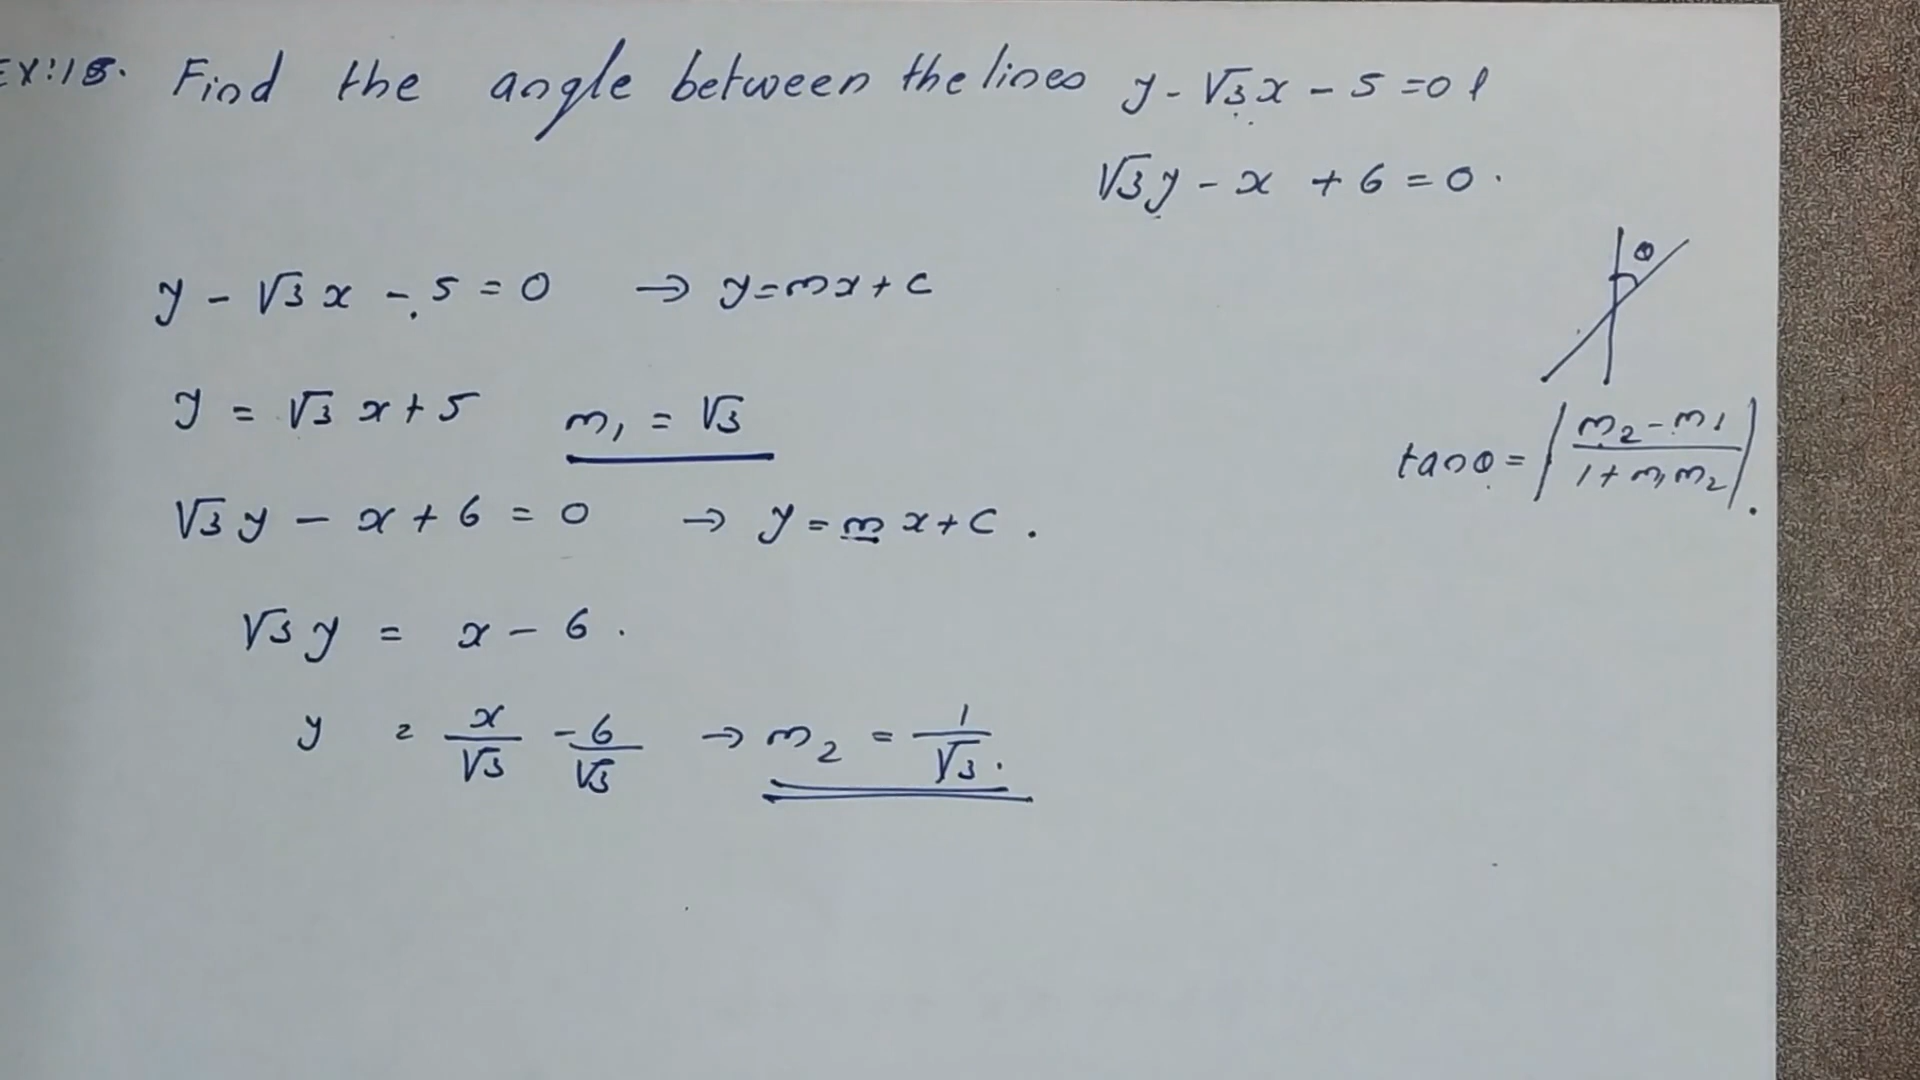 Ex:15. Find the angle between the lines y - √3x - 5 = 0 &
√3y - x + 6 = 0.
θ
y - √3x - 5 = 0 → y = mx + c
y = √3x + 5 m₁ = √3
tanθ = |m₂ - m₁ / 1 + m₁m₂|.
√3y - x + 6 = 0 → y = mx + c.
√3y = x - 6.
y = x/√3 - 6/√3 → m₂ = 1/√3.